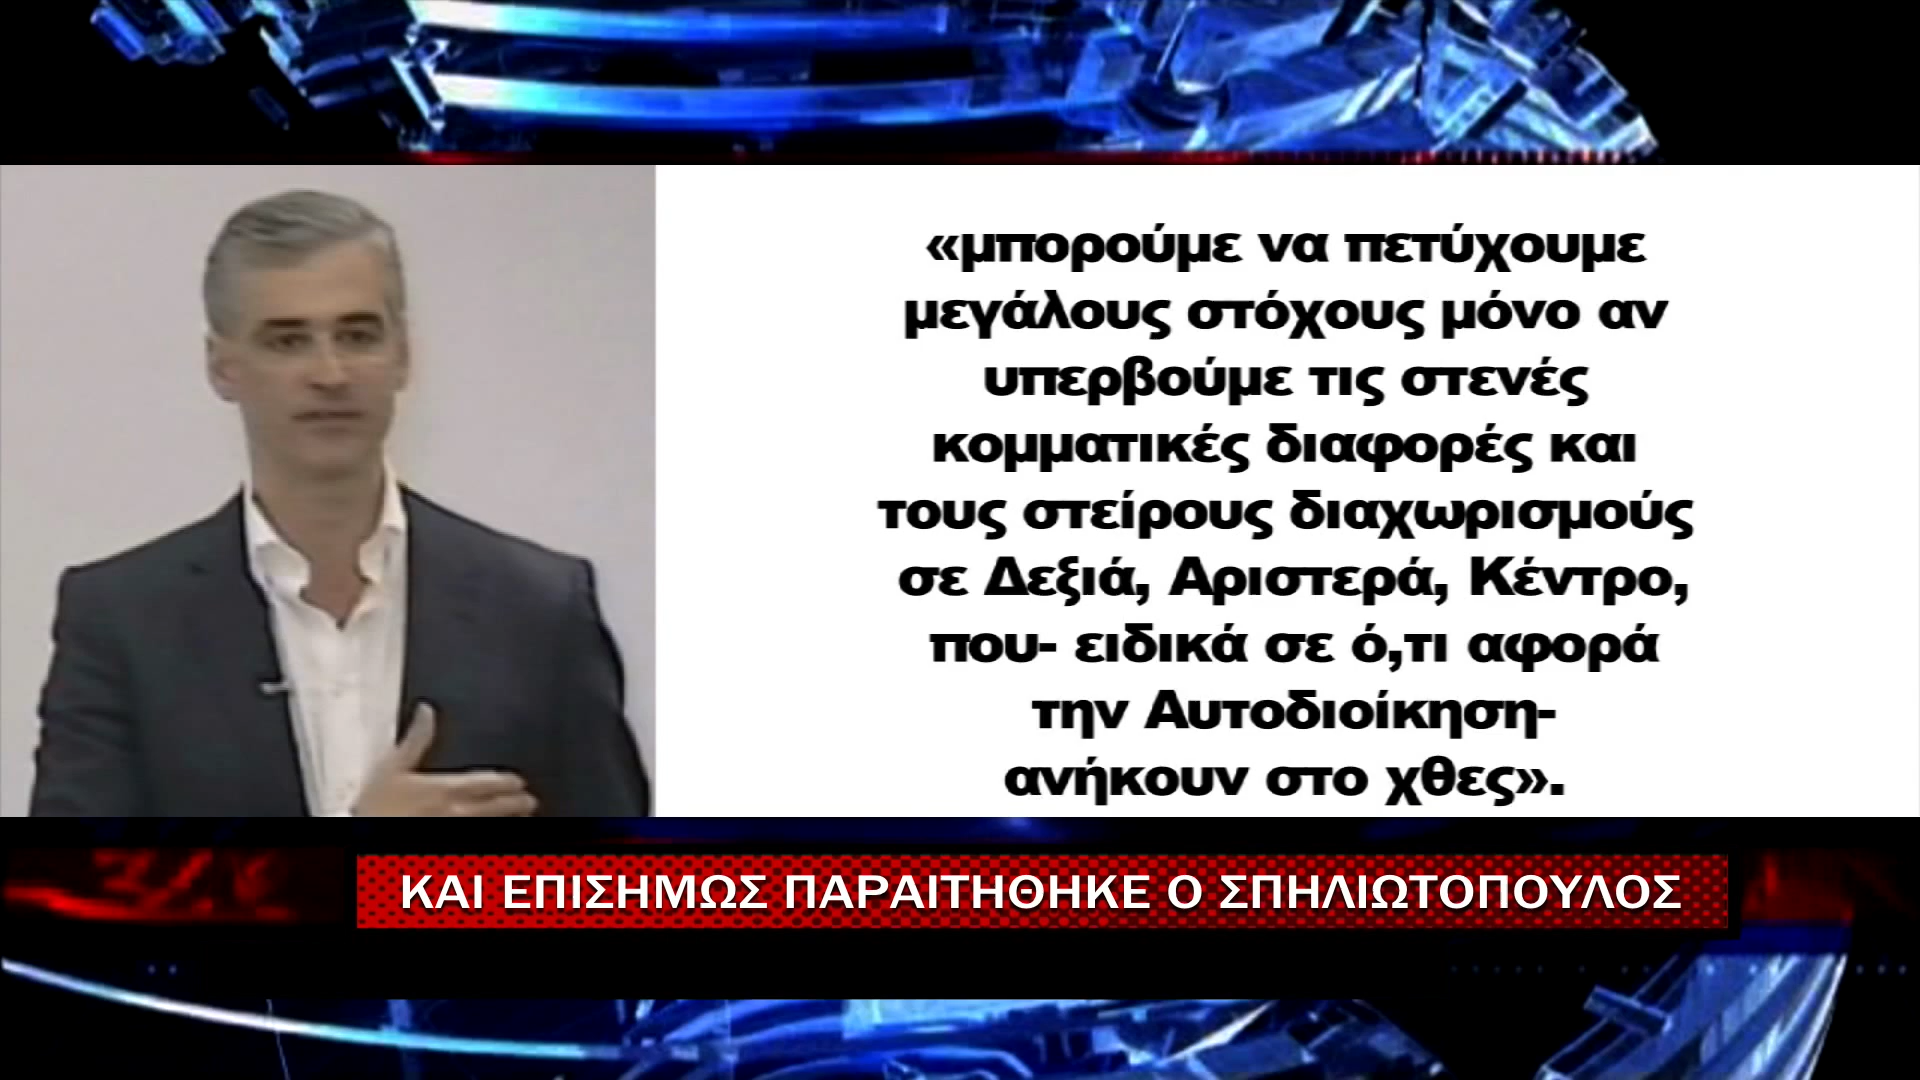 «μπορούμε να πετύχουμε
μεγάλους στόχους μόνο αν
υπερβούμε τις στενές
κομματικές διαφορές και
τους στείρους διαχωρισμούς
σε Δεξιά, Αριστερά, Κέντρο,
που- ειδικά σε ό,τι αφορά
την Αυτοδιοίκηση-
ανήκουν στο χθες».
ΚΑΙ ΕΠΙΣΗΜΩΣ ΠΑΡΑΙΤΗΘΗΚΕ Ο ΣΠΗΛΙΩΤΟΠΟΥΛΟΣ